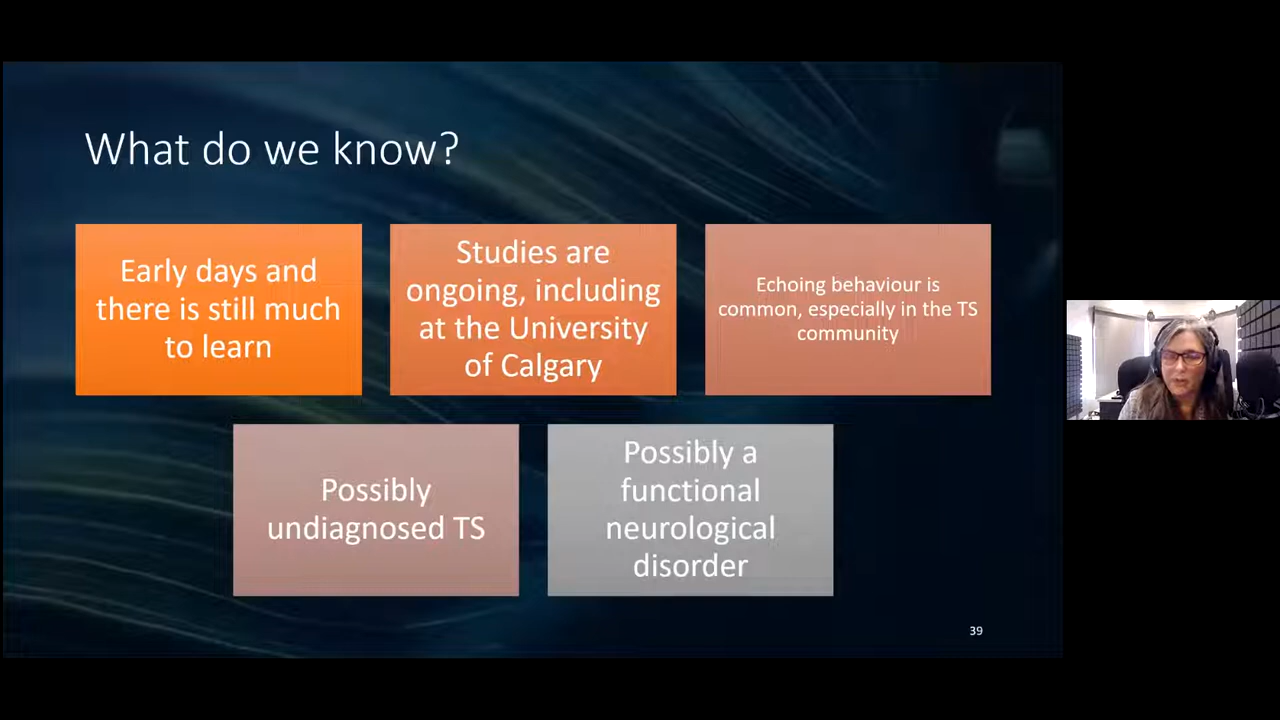 What do we know?
Early days and
there is still much
to learn
Studies are
ongoing, including
at the University
of Calgary
Echoing behaviour is
common, especially in the TS
community
Possibly
undiagnosed TS
Possibly a
functional
neurological
disorder
39